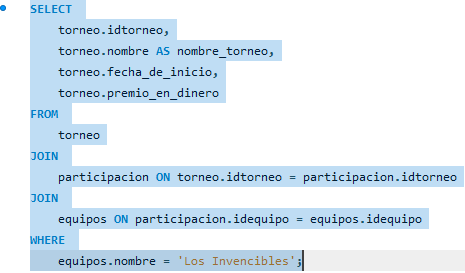 SELECT
torneo.idtorneo,
torneo.nombre AS nombre_torneo,
torneo.fecha_de_inicio,
torneo.premio_en_dinero
FROM
torneo
JOIN
participacion ON torneo.idtorneo = participacion.idtorneo
JOIN
equipos ON participacion.idequipo = equipos.idequipo
WHERE
equipos.nombre = 'Los Invencibles';